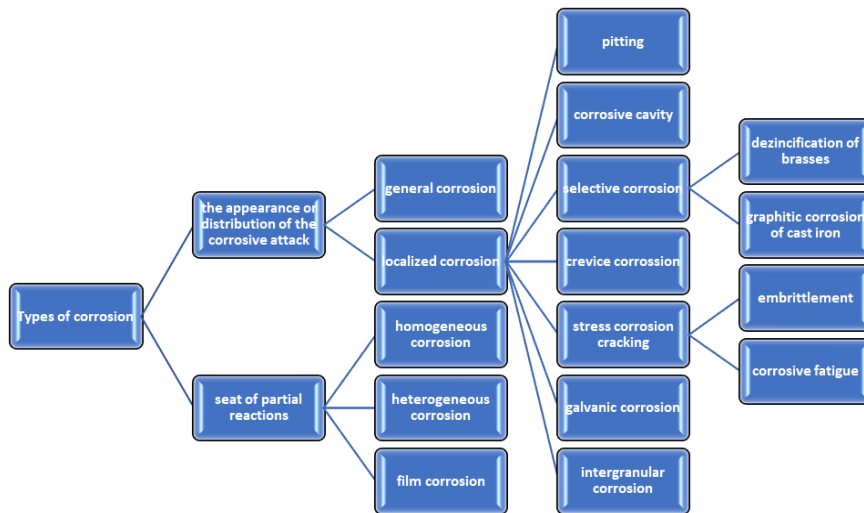 pitting
corrosive cavity
dezincification of
brasses
general corrosion
selective corrosion
the appearance or
distribution of the
corrosive attack
graphitic corrosion
of cast iron
localized corrosion
crevice corrossion
Types of corrosion
embrittlement
homogeneous
corrosion
stress corrosion
cracking
corrosive fatigue
seat of partial
reactions
heterogeneous
corrosion
galvanic corrosion
film corrosion
intergranular
corrosion